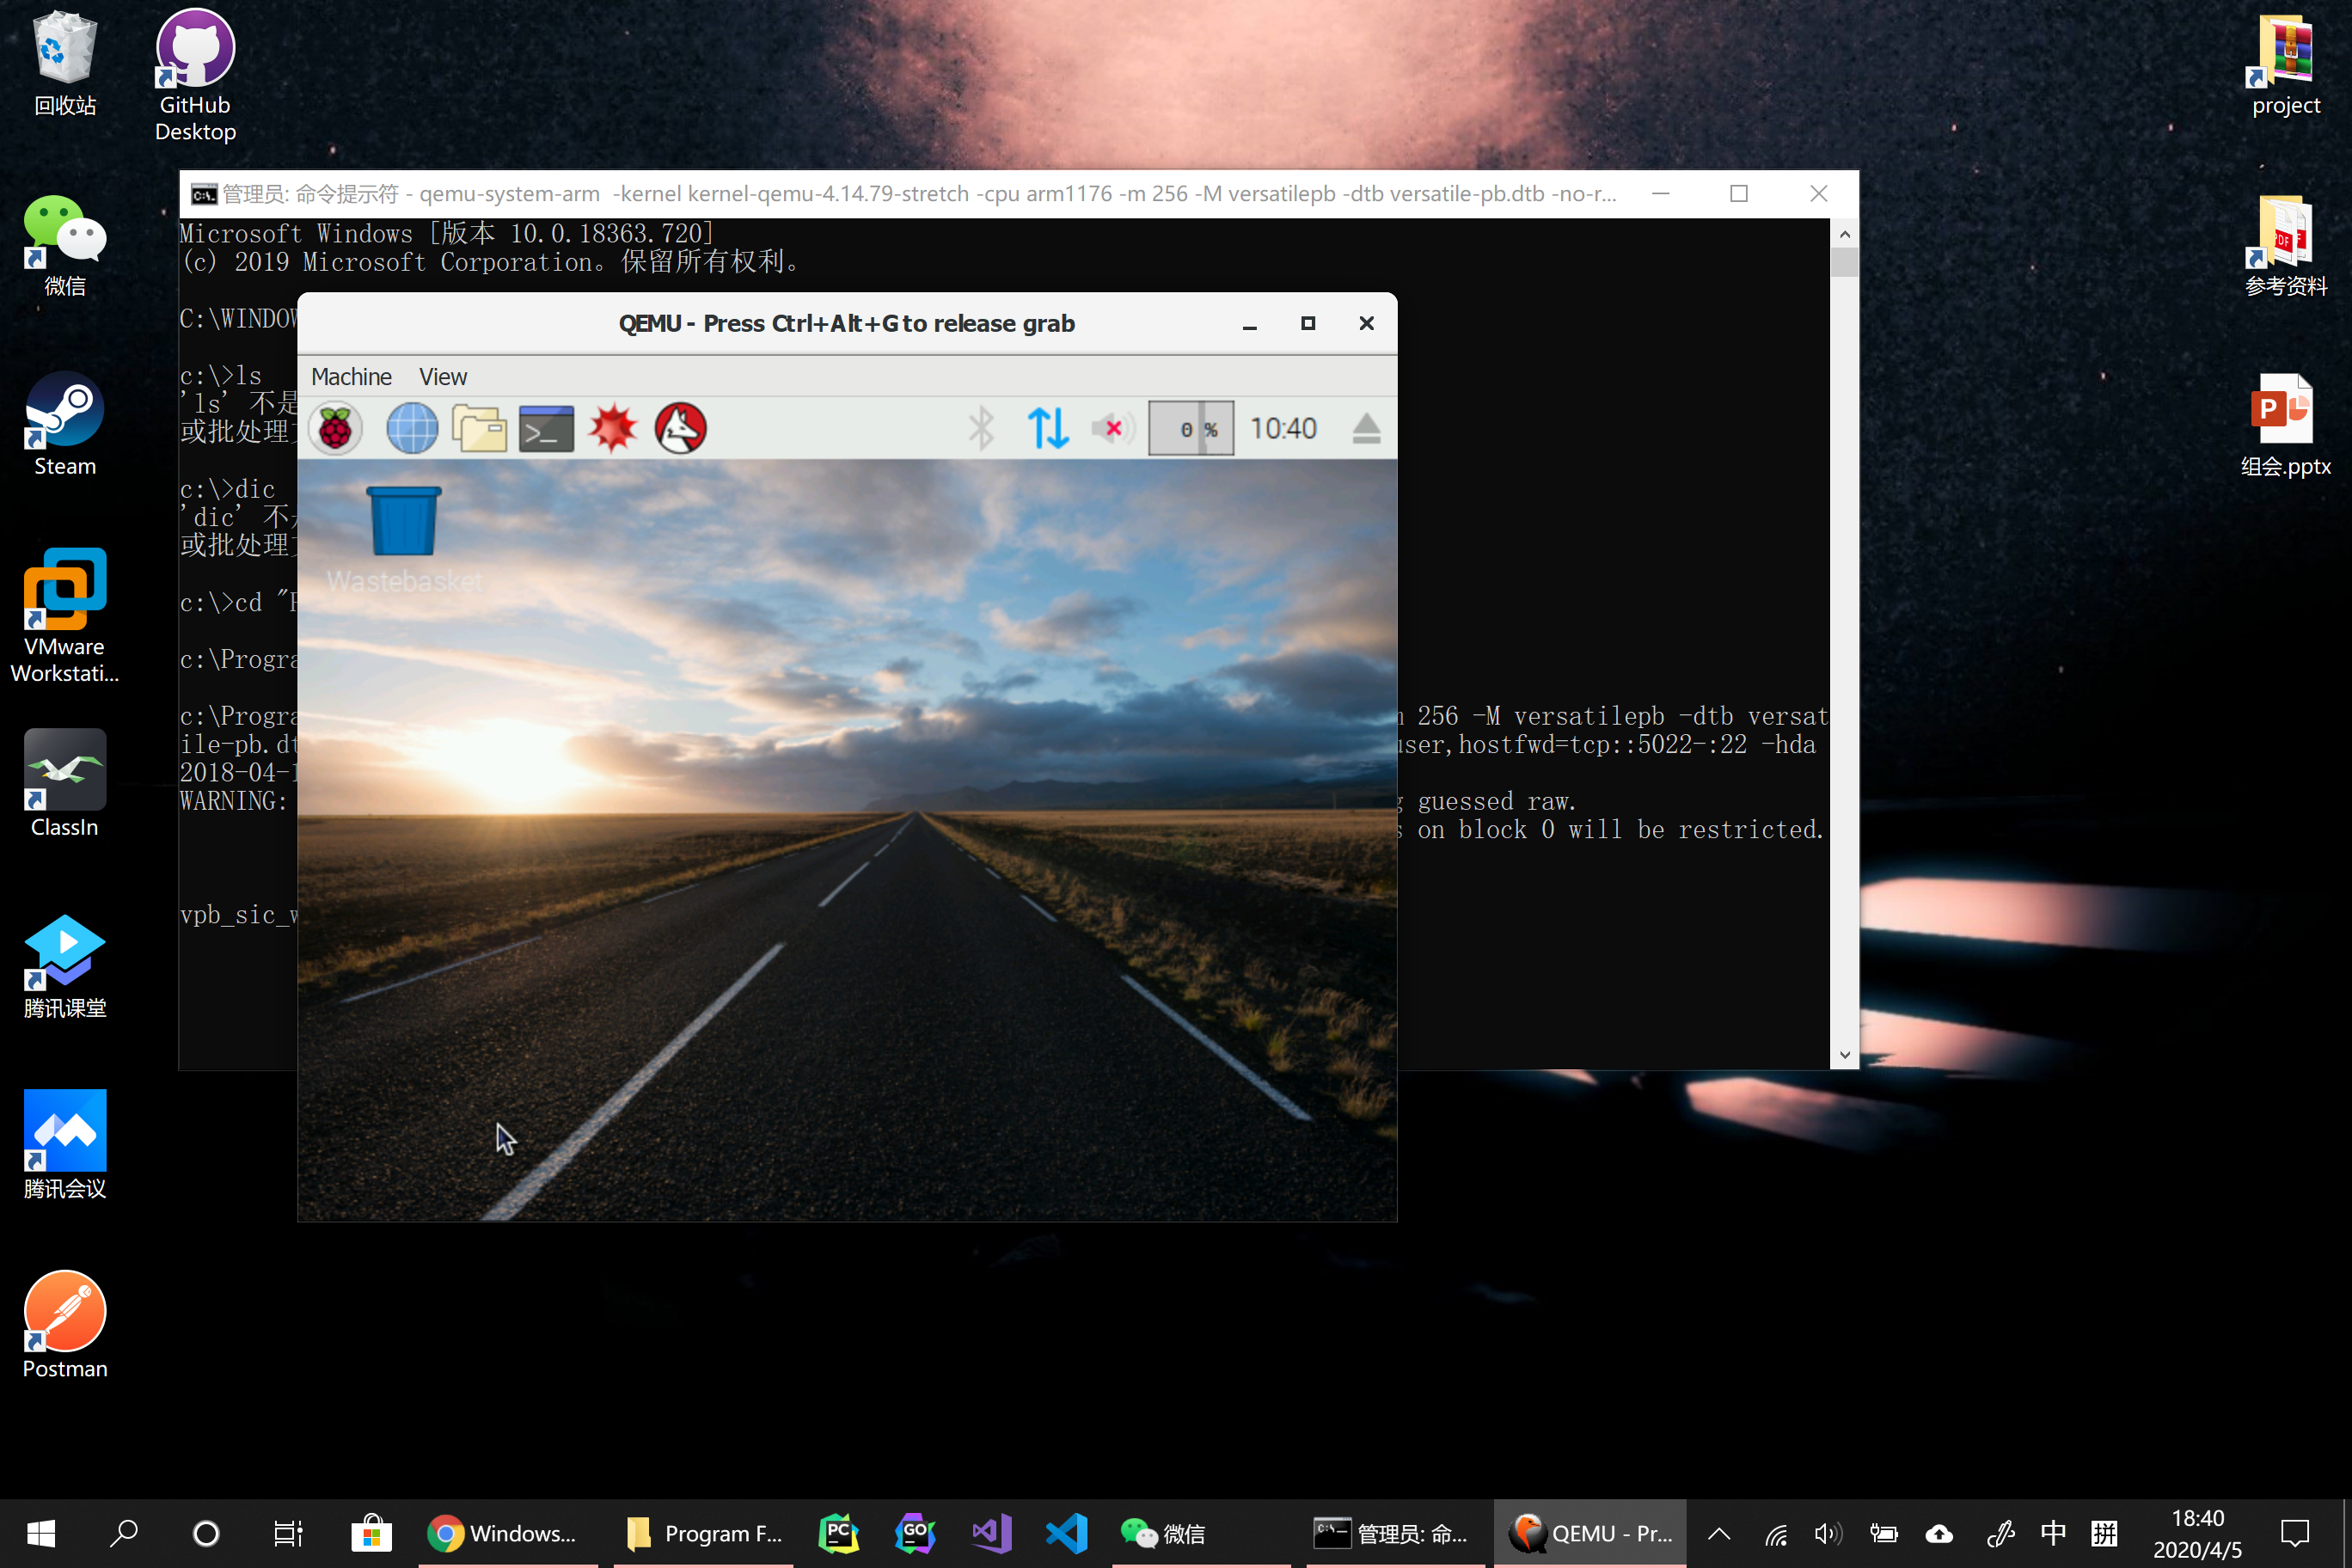 回收站
GitHub
Desktop
project
微信
参考资料
Steam
组会.pptx
VMware
Workstati...
ClassIn
腾讯课堂
腾讯会议
Postman
管理员: 命令提示符 - qemu-system-arm  -kernel kernel-qemu-4.14.79-stretch -cpu arm1176 -m 256 -M versatilepb -dtb versatile-pb.dtb -no-r...
Microsoft Windows [版本 10.0.18363.720]
(c) 2019 Microsoft Corporation。保留所有权利。
C:\WINDOW
c:\>ls
'ls' 不是
或批处理
c:\>dic
'dic' 不
或批处理
c:\>cd "P
c:\Progra
c:\Progra 256 -M versatilepb -dtb versat
ile-pb.dt user,hostfwd=tcp::5022-:22 -hda
2018-04-1
WARNING: guessed raw.
on block 0 will be restricted.
vpb_sic_w
QEMU - Press Ctrl+Alt+G to release grab
Machine View
0 % 10:40
Wastebasket
Windows... Program F... PC GO 微信 管理员: 命... QEMU - Pr... 中 拼 18:40
2020/4/5